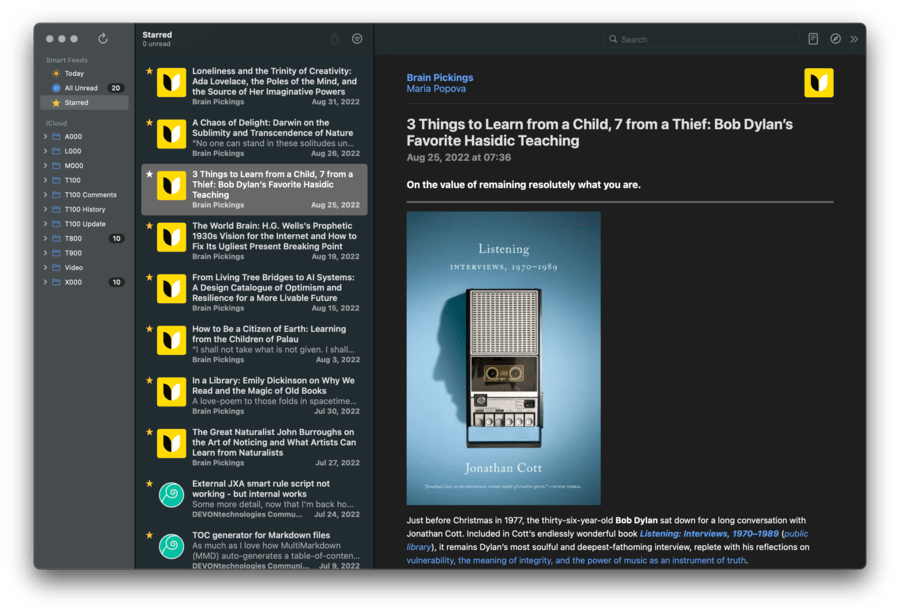 Smart Feeds
Today
All Unread 20
Starred
iCloud
A000
L000
M000
T100
T100 Comments
T100 History
T100 Update
T800 10
T900
Video
X000 10
Starred
0 unread
Loneliness and the Trinity of Creativity:
Ada Lovelace, the Poles of the Mind, and
the Source of Her Imaginative Powers
Brain Pickings Aug 31, 2022
A Chaos of Delight: Darwin on the
Sublimity and Transcendence of Nature
“No one can stand in these solitudes un...
Brain Pickings Aug 26, 2022
3 Things to Learn from a Child, 7 from a
Thief: Bob Dylan’s Favorite Hasidic
Teaching
Brain Pickings Aug 25, 2022
The World Brain: H.G. Wells’s Prophetic
1930s Vision for the Internet and How to
Fix Its Ugliest Present Breaking Point
Brain Pickings Aug 19, 2022
From Living Tree Bridges to AI Systems:
A Design Catalogue of Optimism and
Resilience for a More Livable Future
Brain Pickings Aug 15, 2022
How to Be a Citizen of Earth: Learning
from the Children of Palau
“I shall not take what is not given. I shall...
Brain Pickings Aug 3, 2022
In a Library: Emily Dickinson on Why We
Read and the Magic of Old Books
A love-poem to those folds in spacetime...
Brain Pickings Jul 30, 2022
The Great Naturalist John Burroughs on
the Art of Noticing and What Artists Can
Learn from Naturalists
Brain Pickings Jul 27, 2022
External JXA smart rule script not
working - but internal works
Some more detail, now that I’m back ho...
DEVONtechnologies Commu... Jul 24, 2022
TOC generator for Markdown files
As much as I love how MultiMarkdown
(MMD) auto-generates a table-of-conten...
DEVONtechnologies Communi... Jul 9, 2022
Search
Brain Pickings
Maria Popova
3 Things to Learn from a Child, 7 from a Thief: Bob Dylan’s
Favorite Hasidic Teaching
Aug 25, 2022 at 07:36
On the value of remaining resolutely what you are.
Listening
INTERVIEWS, 1970–1989
Jonathan Cott
Just before Christmas in 1977, the thirty-six-year-old Bob Dylan sat down for a long conversation with
Jonathan Cott. Included in Cott’s endlessly wonderful book Listening: Interviews, 1970–1989 (public
library), it remains Dylan’s most soulful and deepest-fathoming interview, replete with his reflections on
vulnerability, the meaning of integrity, and the power of music as an instrument of truth.